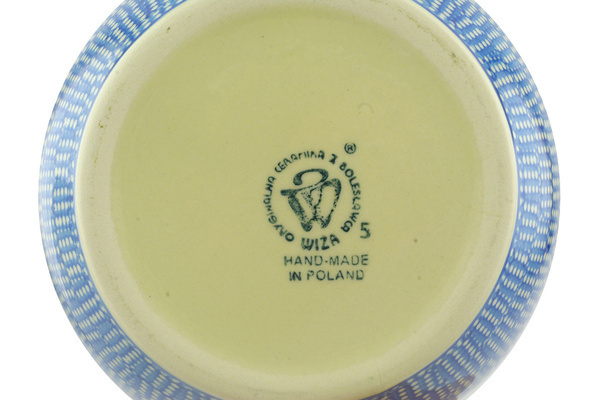 ORYGINALNA CERAMIKA Z BOLESŁAWCA
®
WIZA
5
HAND-MADE
IN POLAND